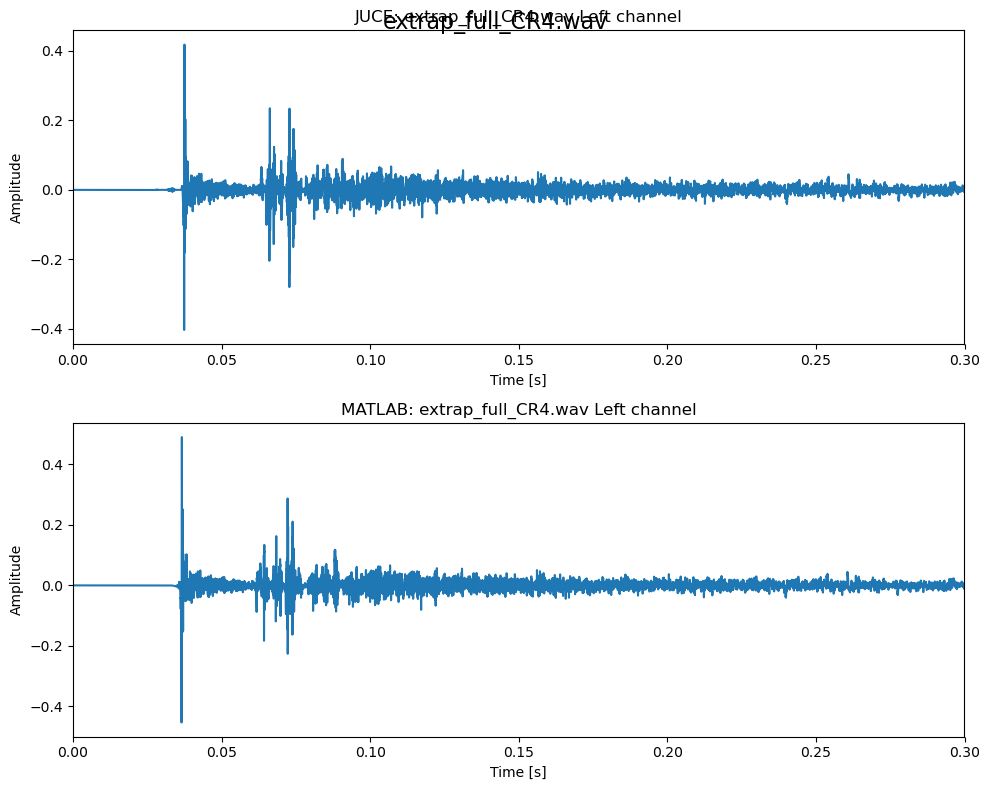 JUCE: extrap_full_CR4.wav Left channel
extrap_full_CR4.wav
Amplitude
0.4
0.2
0.0
−0.2
−0.4
0.00 0.05 0.10 0.15 0.20 0.25 0.30
Time [s]
MATLAB: extrap_full_CR4.wav Left channel
Amplitude
0.4
0.2
0.0
−0.2
−0.4
0.00 0.05 0.10 0.15 0.20 0.25 0.30
Time [s]